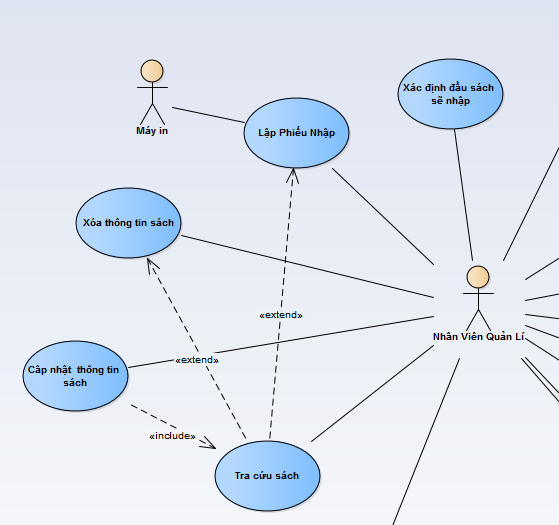 Xác định đầu sách
sẽ nhập
Máy in
Lập Phiếu Nhập
Xóa thông tin sách
«extend»
Nhân Viên Quản Lí
«extend»
Cập nhật thông tin
sách
«include»
Tra cứu sách